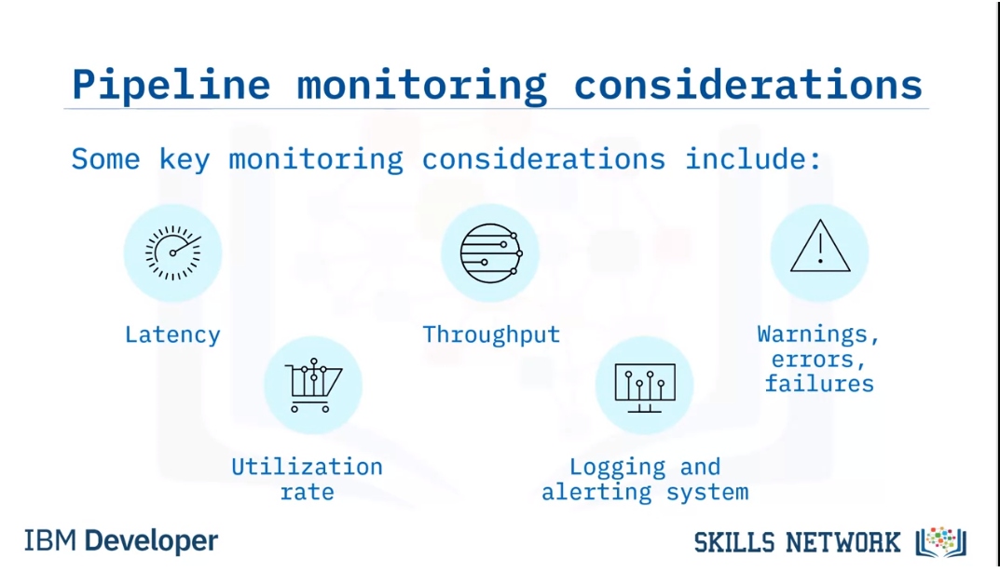 Pipeline monitoring considerations
Some key monitoring considerations include:
Latency
Throughput
Warnings,
errors,
failures
Utilization
rate
Logging and
alerting system
IBM Developer
SKILLS NETWORK